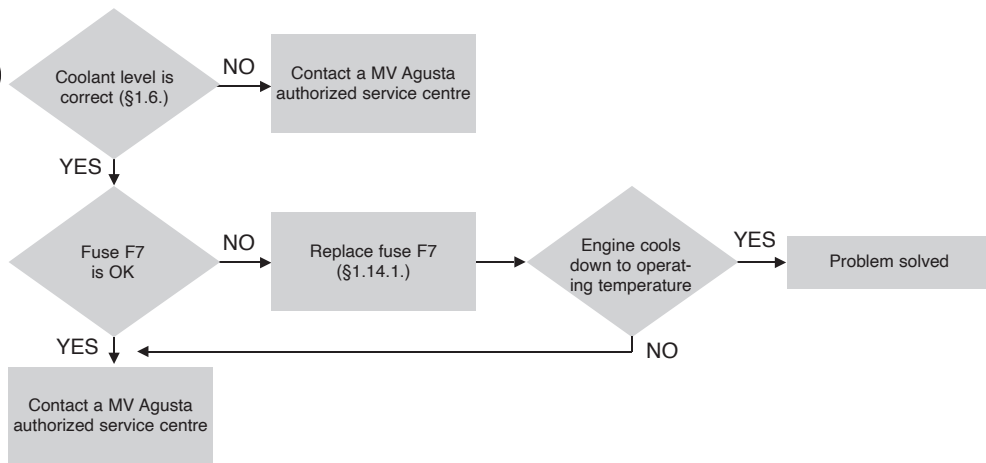 Coolant level is
correct (§1.6.)
NO
Contact a MV Agusta
authorized service centre
YES
Fuse F7
is OK
NO
Replace fuse F7
(§1.14.1.)
Engine cools
down to operat-
ing temperature
YES
Problem solved
YES
NO
Contact a MV Agusta
authorized service centre